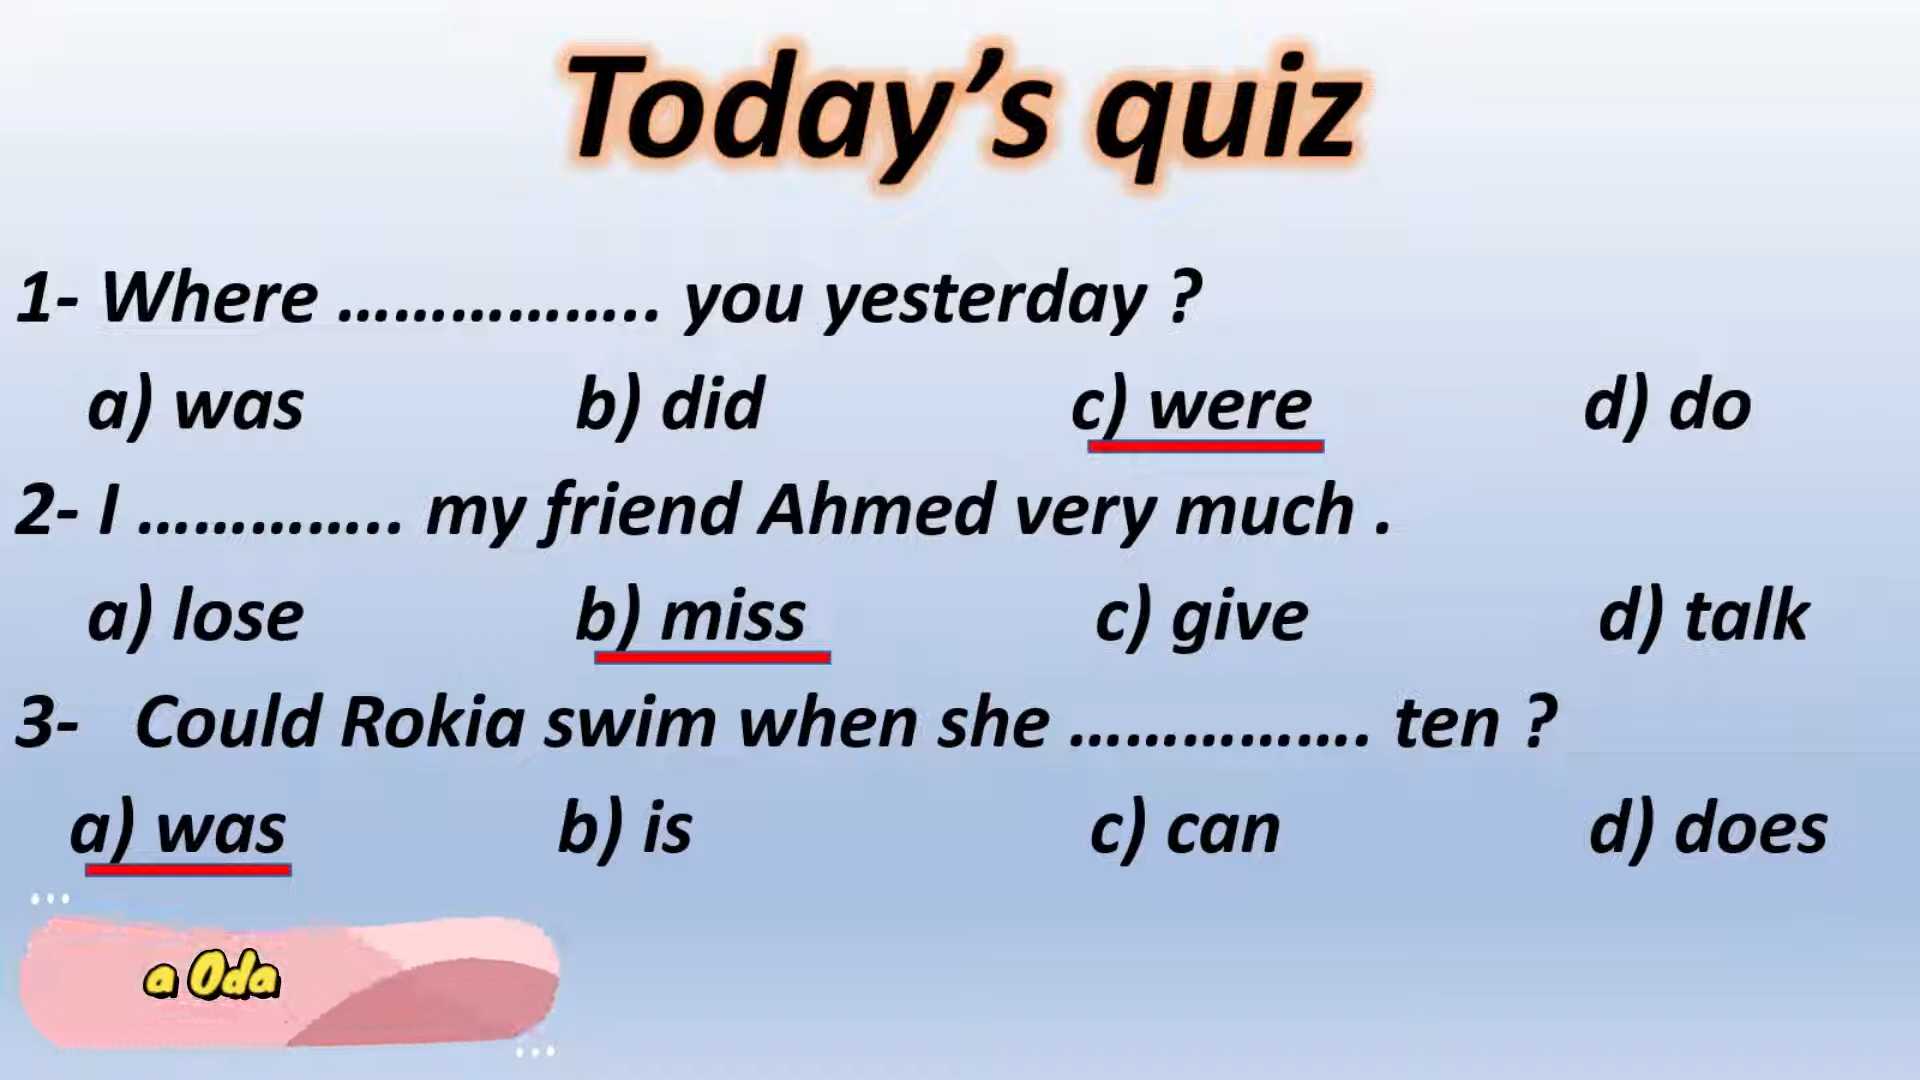 Today’s quiz
1- Where …………….. you yesterday ?
a) was b) did c) were d) do
2- I ………….. my friend Ahmed very much .
a) lose b) miss c) give d) talk
3- Could Rokia swim when she ……………. ten ?
a) was b) is c) can d) does
a Oda